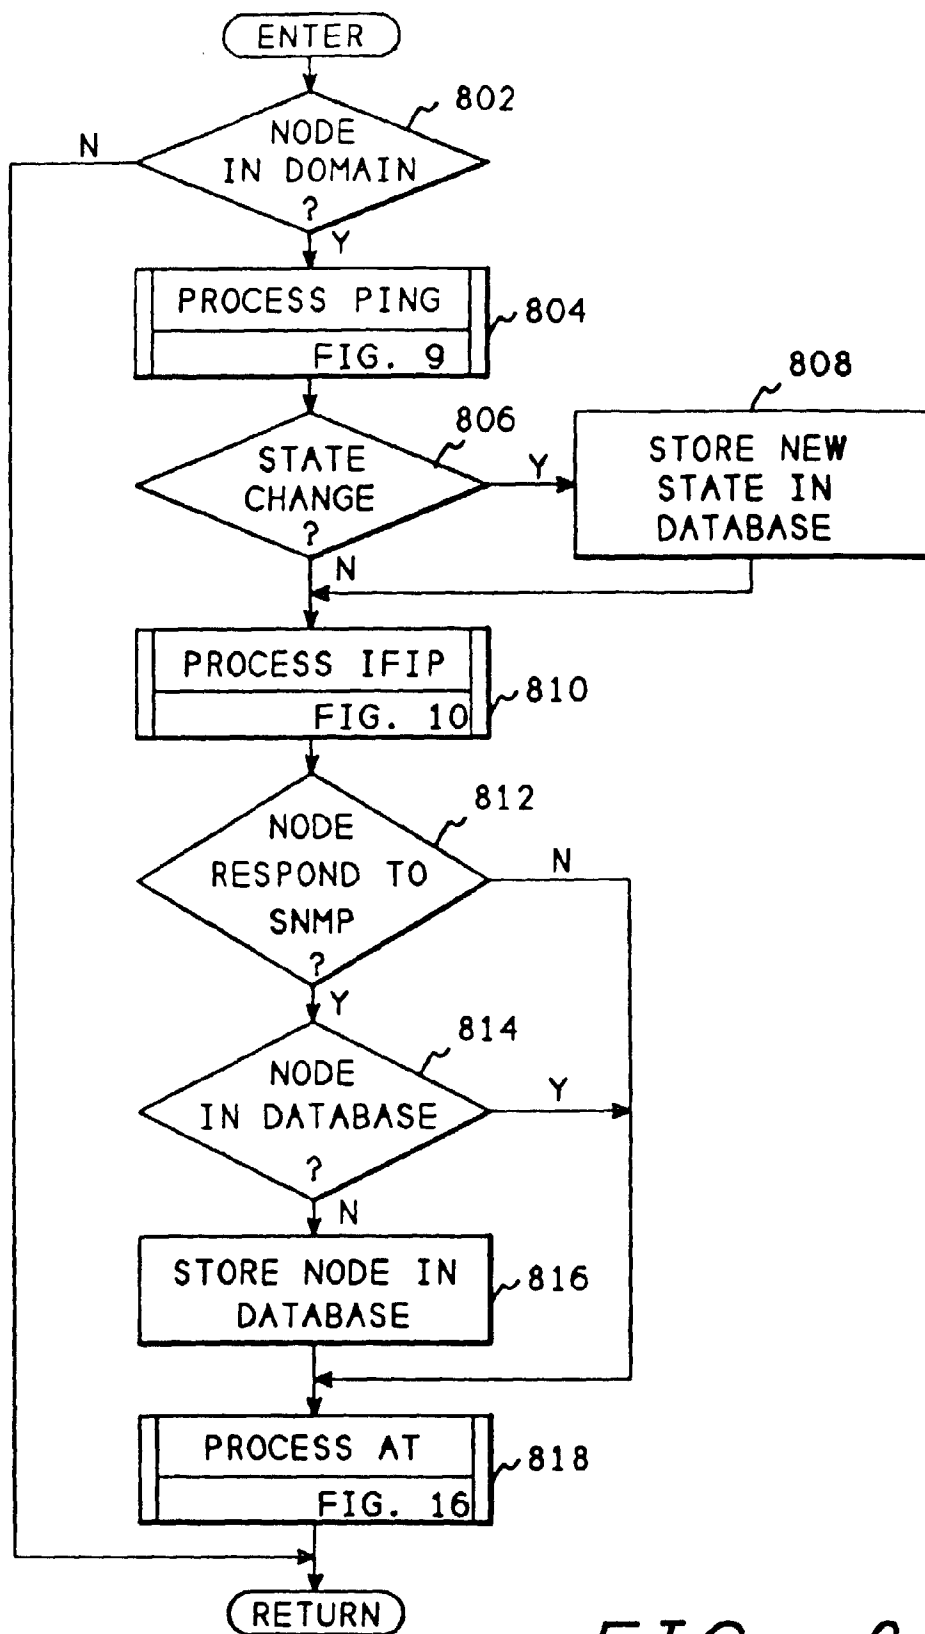 ENTER
802
NODE
IN DOMAIN
?
N
Y
PROCESS PING
FIG. 9
804
806
STATE
CHANGE
?
Y
808
STORE NEW
STATE IN
DATABASE
N
PROCESS IFIP
FIG. 10
810
812
NODE
RESPOND TO
SNMP
?
N
Y
814
NODE
IN DATABASE
?
Y
N
STORE NODE IN
DATABASE
816
PROCESS AT
FIG. 16
818
RETURN